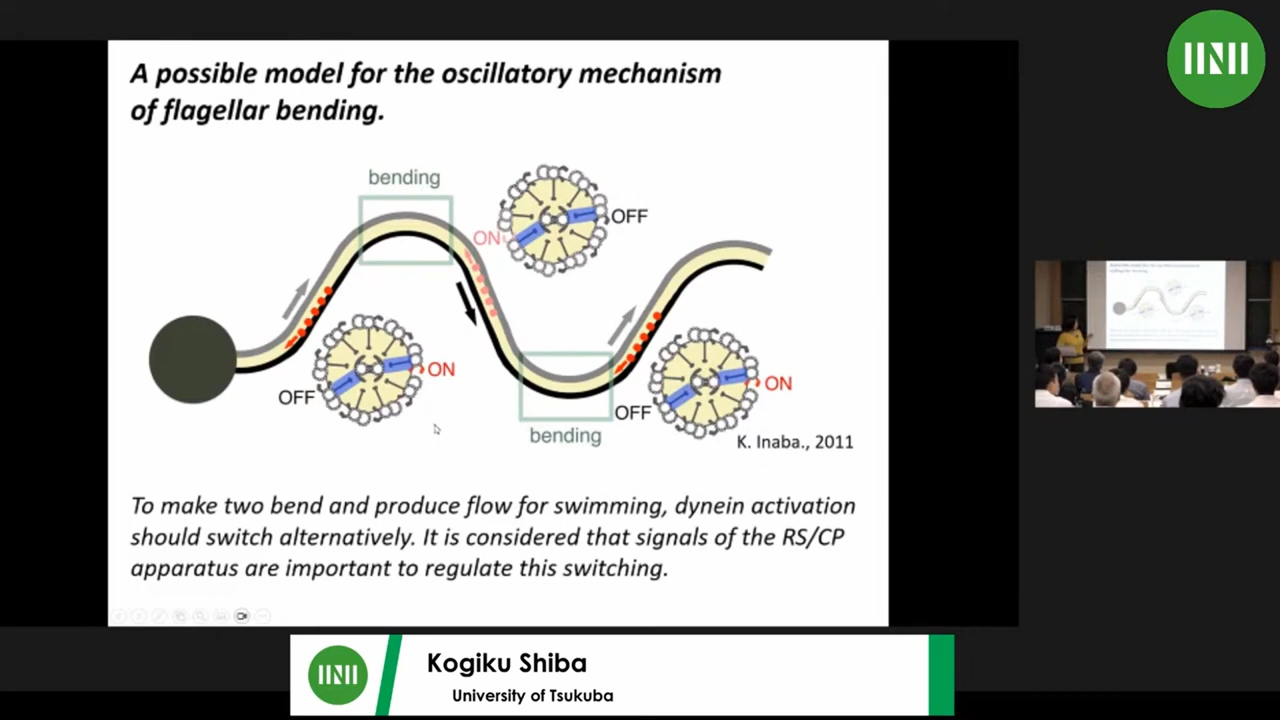 A possible model for the oscillatory mechanism
of flagellar bending.
bending
ON
OFF
OFF
ON
bending
OFF
ON
K. Inaba., 2011
To make two bend and produce flow for swimming, dynein activation
should switch alternatively. It is considered that signals of the RS/CP
apparatus are important to regulate this switching.
Kogiku Shiba
University of Tsukuba